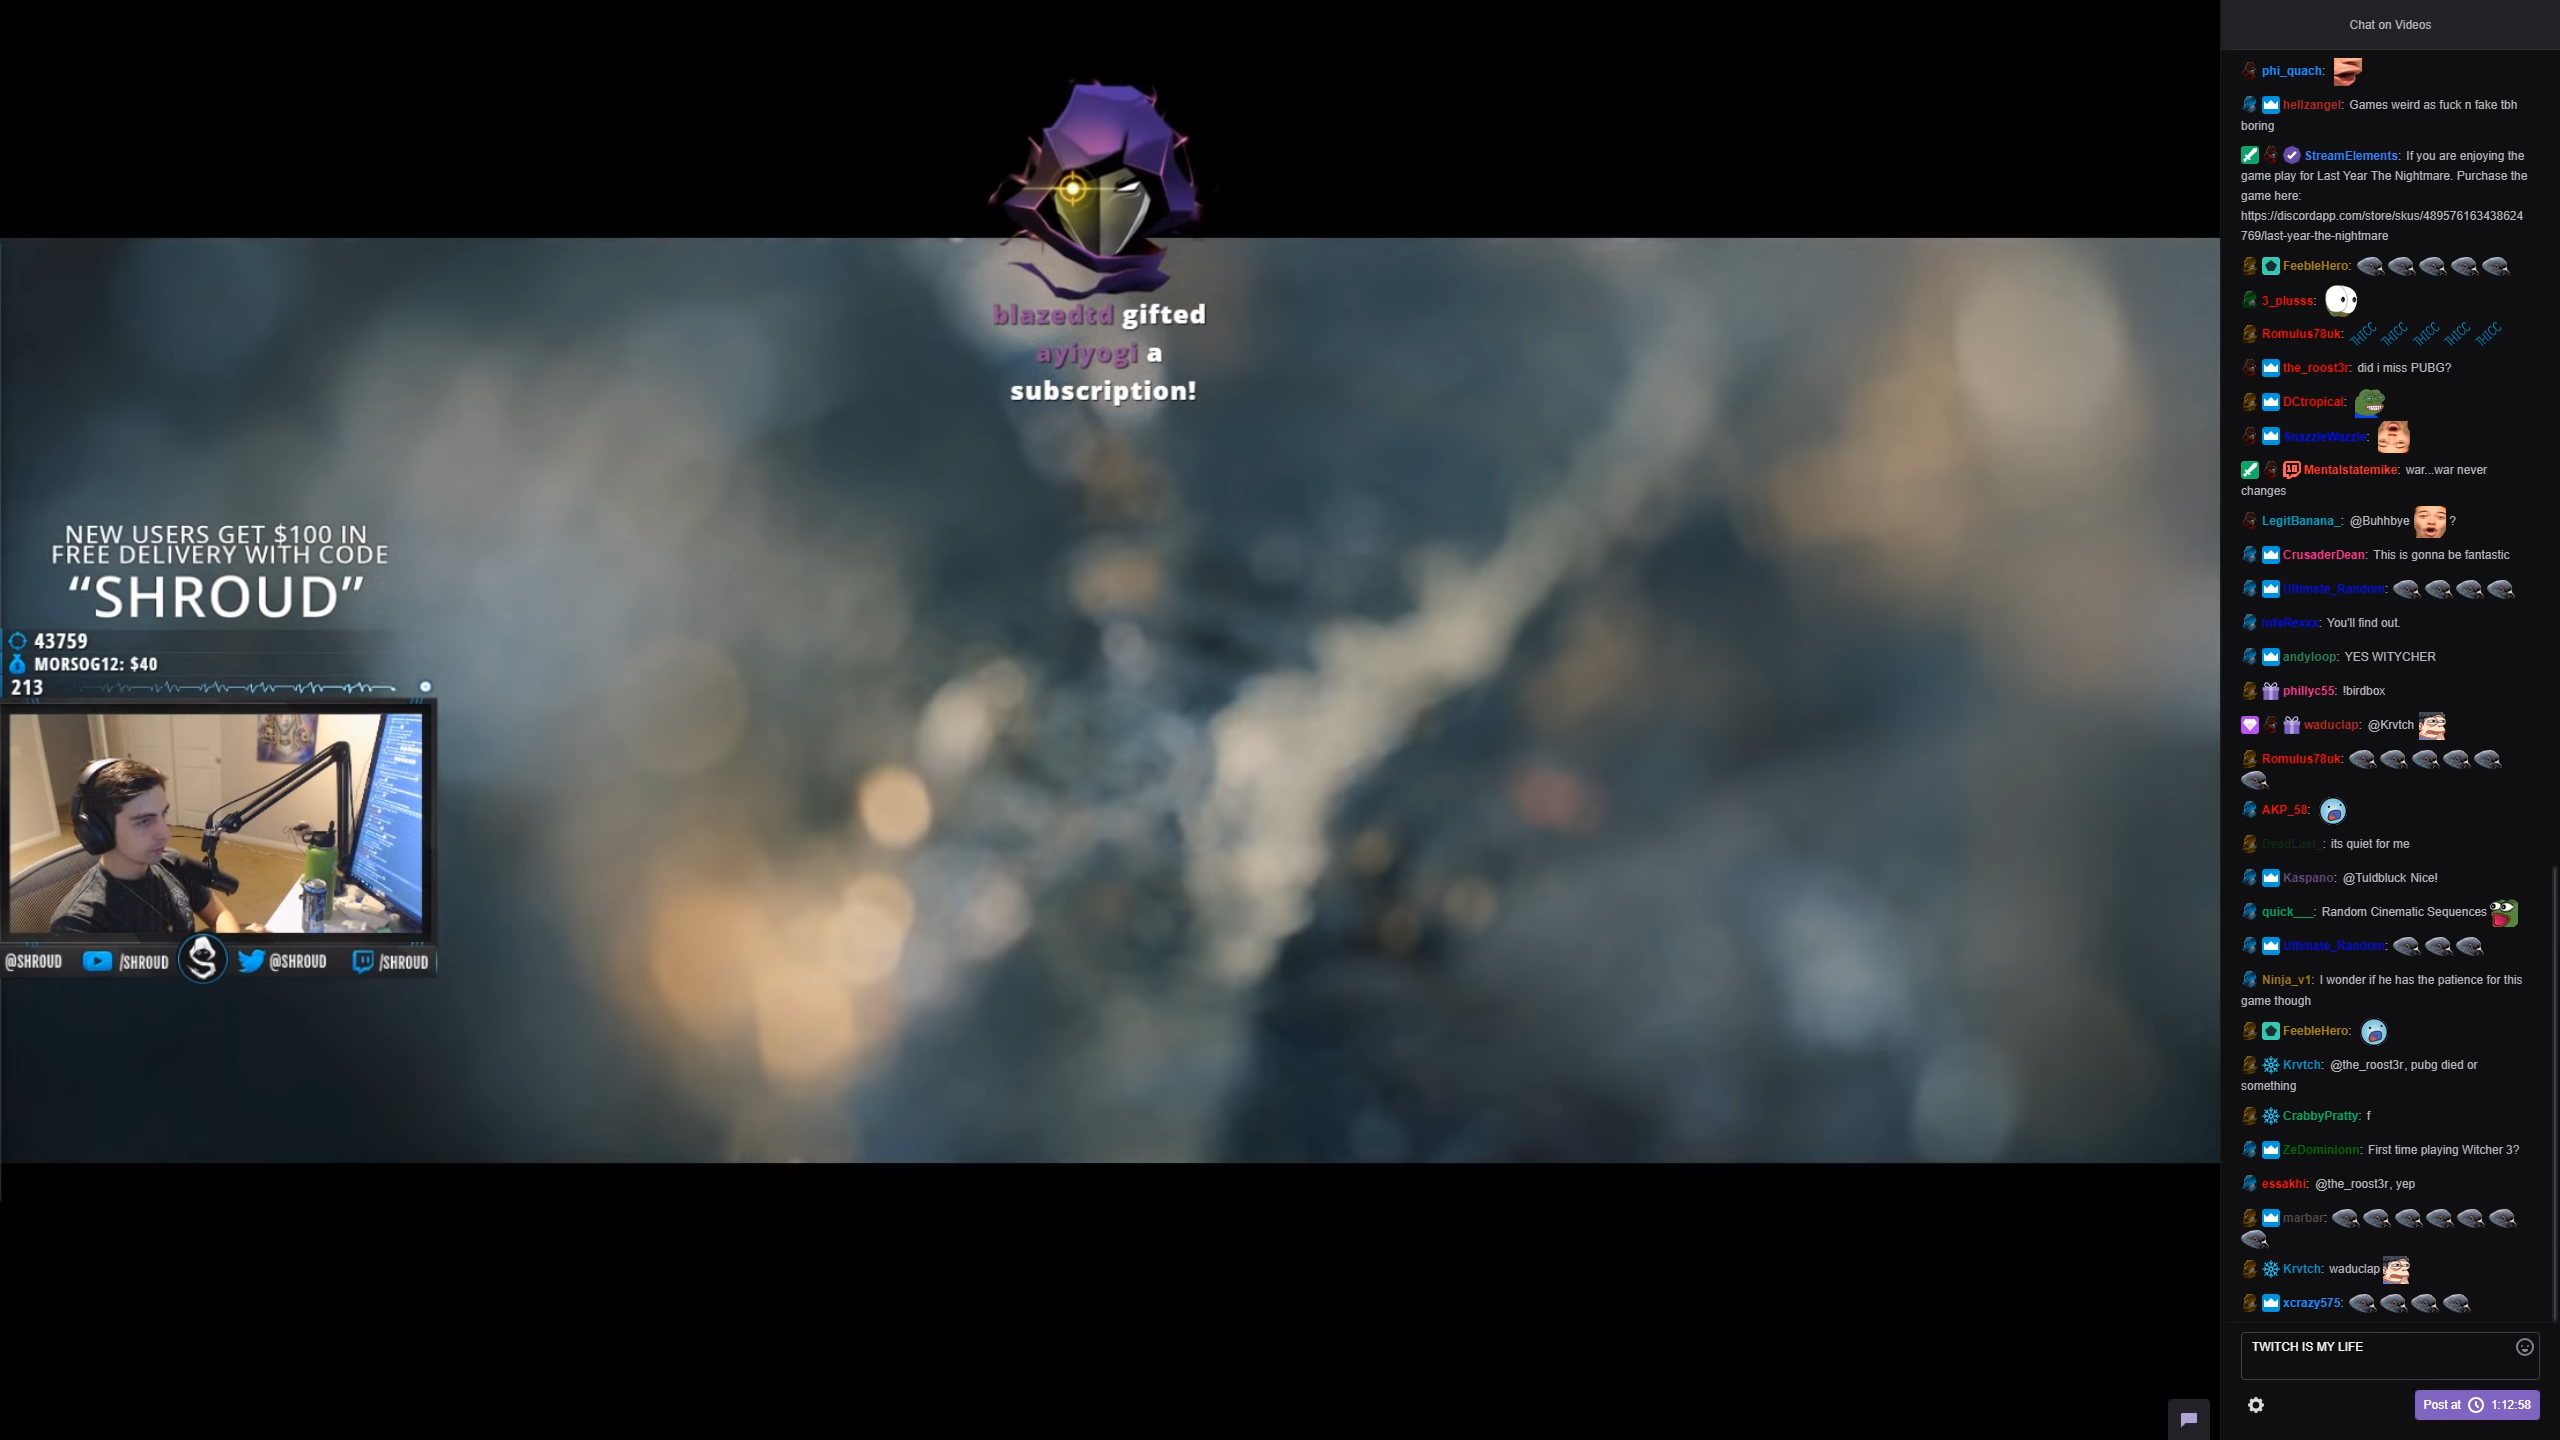 blazedtd gifted
ayiyogi a
subscription!
NEW USERS GET $100 IN
FREE DELIVERY WITH CODE
“SHROUD”
43759
MORSOG12: $40
213
@SHROUD /SHROUD @SHROUD /SHROUD
Chat on Videos
phi_quach:
hellzangel: Games weird as fuck n fake tbh
boring
StreamElements: If you are enjoying the
game play for Last Year The Nightmare. Purchase the
game here:
https://discordapp.com/store/skus/489576163438624
769/last-year-the-nightmare
FeebleHero:
3_plusss:
Romulus78uk: THICC THICC THICC THICC THICC
the_roost3r: did i miss PUBG?
DCtropical:
SnazzleWazzle:
18 Mentalstatemike: war...war never
changes
LegitBanana_: @Buhhbye ?
CrusaderDean: This is gonna be fantastic
Ultimate_Random:
You'll find out.
andyloop: YES WITYCHER
phillyc55: !birdbox
waduclap: @Krvtch
Romulus78uk:
AKP_58:
DeadLast_: its quiet for me
Kaspano: @Tuldbluck Nice!
quick___: Random Cinematic Sequences
Ultimate_Random:
Ninja_v1: I wonder if he has the patience for this
game though
FeebleHero:
Krvtch: @the_roost3r, pubg died or
something
CrabbyPratty: f
ZeDominionn: First time playing Witcher 3?
essakhi: @the_roost3r, yep
marbar:
Krvtch: waduclap
xcrazy575:
TWITCH IS MY LIFE
Post at 1:12:58